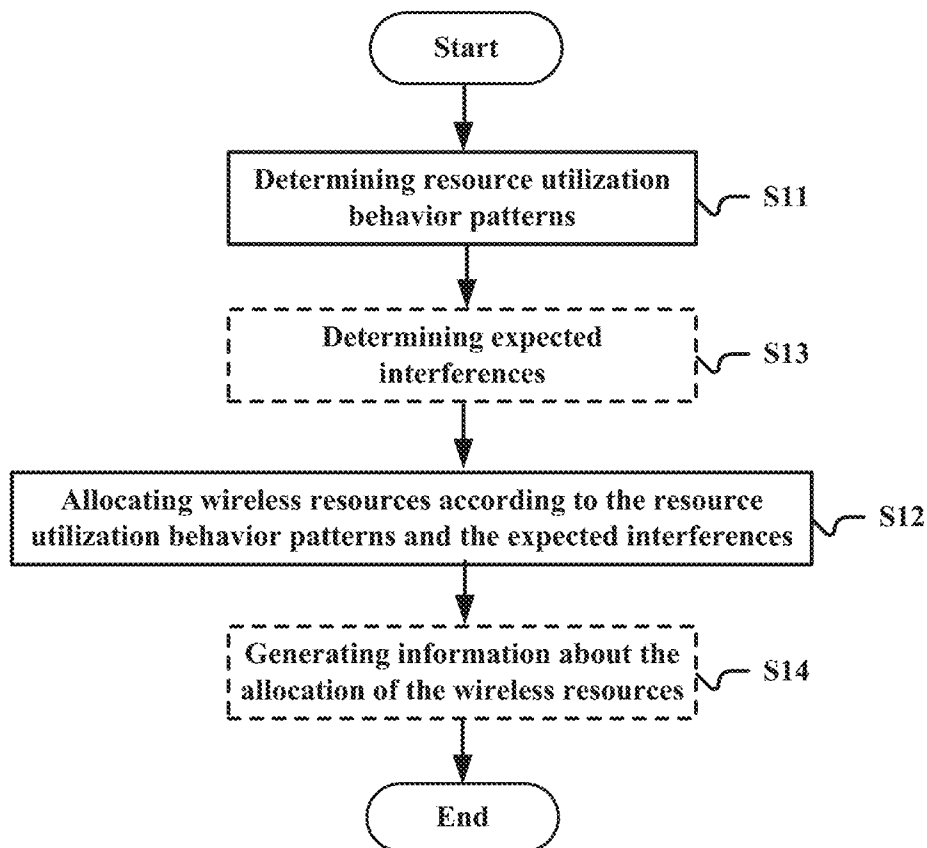 Start
Determining resource utilization
behavior patterns
S11
Determining expected
interferences
S13
Allocating wireless resources according to the resource
utilization behavior patterns and the expected interferences
S12
Generating information about the
allocation of the wireless resources
S14
End